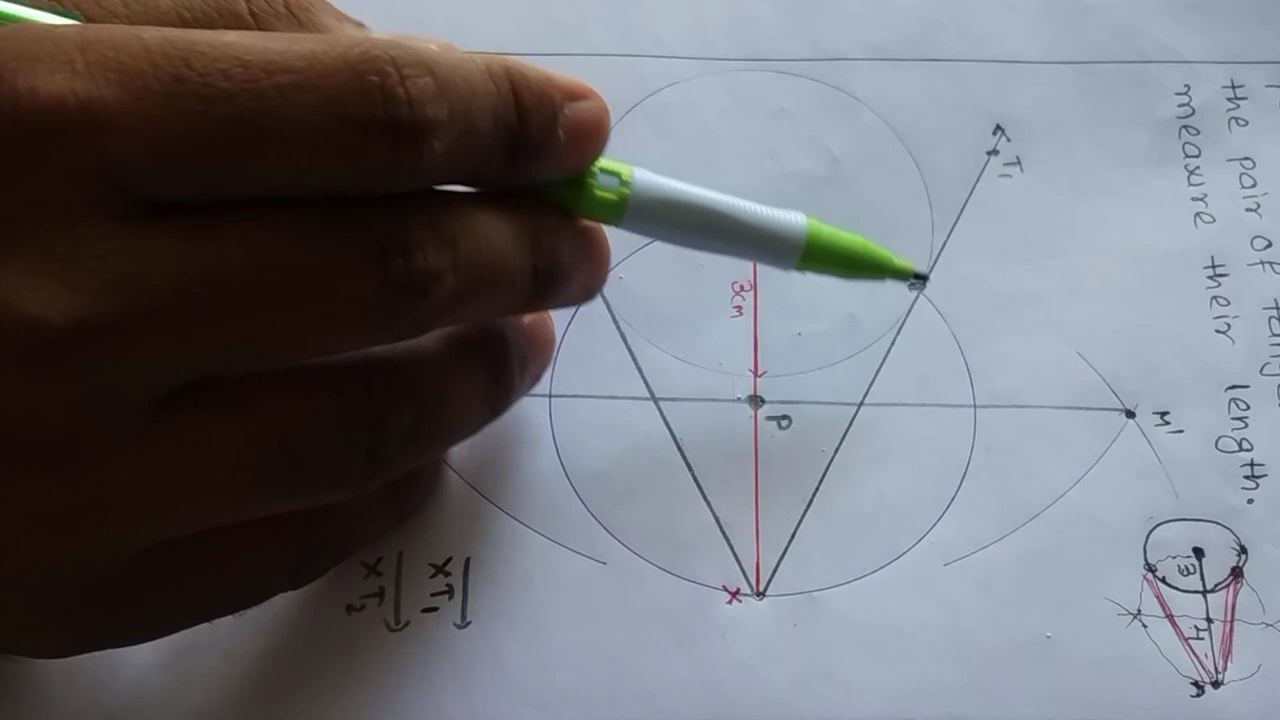 the pair of
measure their length.
T₁
3cm
P
M'
X
XT₁
XT₂
3
4
A